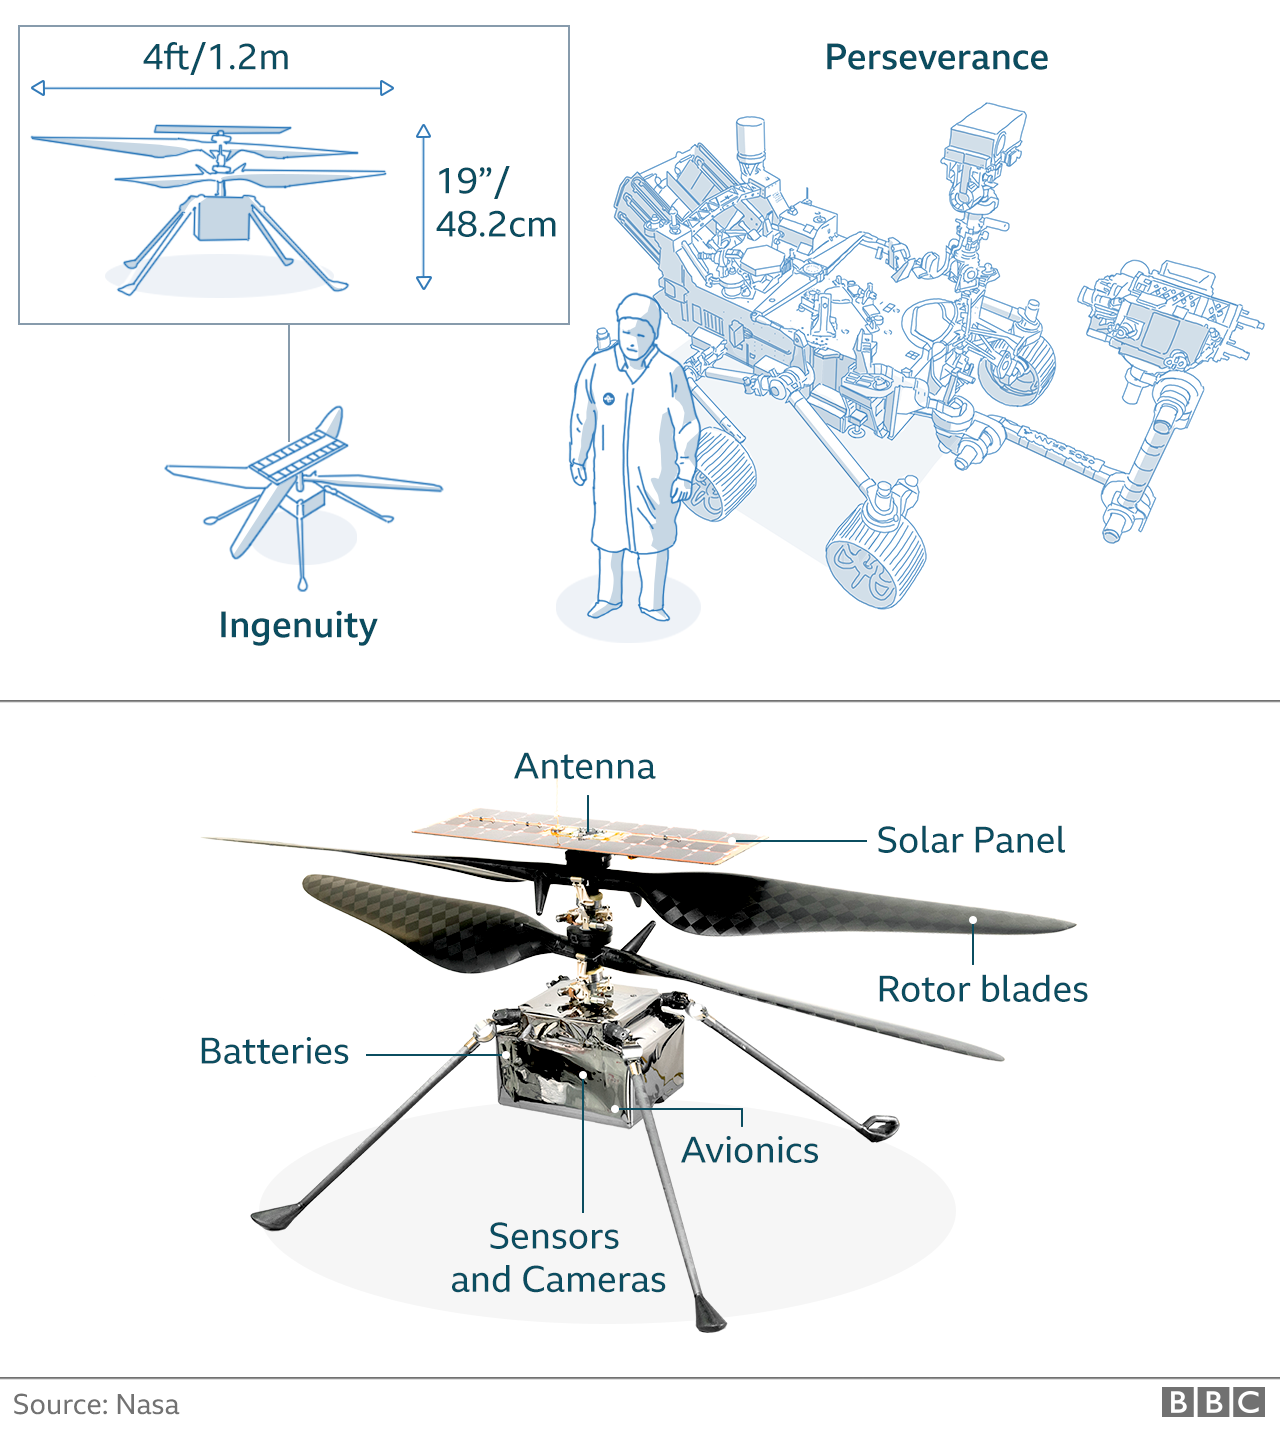 4ft/1.2m
19”/
48.2cm
Perseverance
Ingenuity
Antenna
Solar Panel
Rotor blades
Batteries
Avionics
Sensors
and Cameras
Source: Nasa
BBC